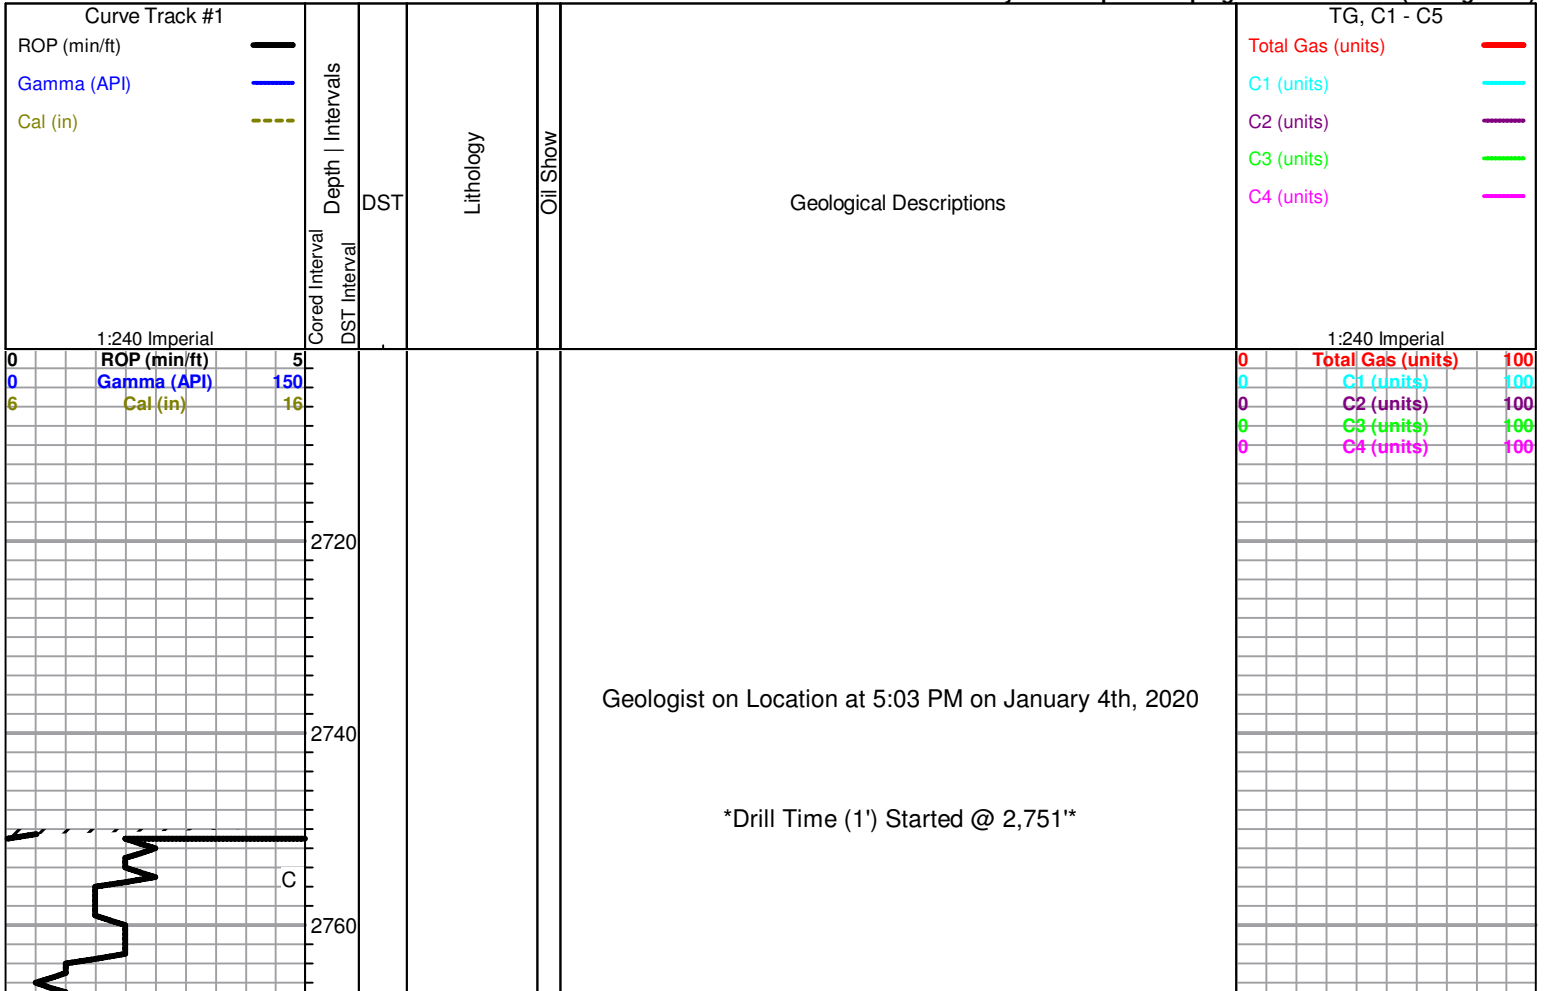 Curve Track #1
ROP (min/ft)
Gamma (API)
Cal (in)
1:240 Imperial
Depth | Intervals
Cored Interval
DST Interval
DST
Lithology
Oil Show
Geological Descriptions
TG, C1 - C5
Total Gas (units)
C1 (units)
C2 (units)
C3 (units)
C4 (units)
1:240 Imperial
0 ROP (min/ft) 5
0 Gamma (API) 150
6 Cal (in) 16
0 Total Gas (units) 100
0 C1 (units) 100
0 C2 (units) 100
0 C3 (units) 100
0 C4 (units) 100
2720
Geologist on Location at 5:03 PM on January 4th, 2020
2740
*Drill Time (1') Started @ 2,751'*
C
2760